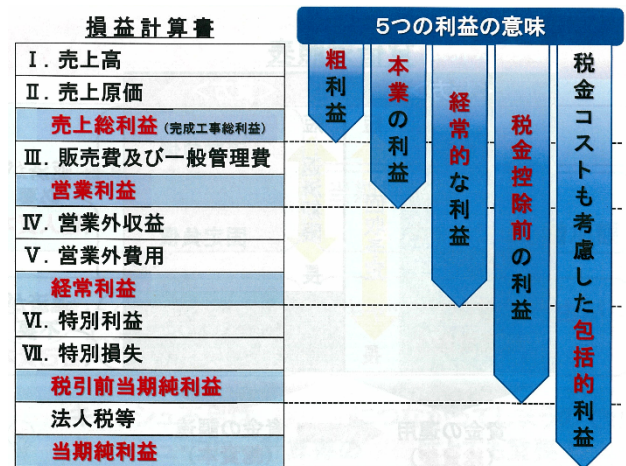 損益計算書
Ⅰ. 売上高
Ⅱ. 売上原価
売上総利益 (完成工事総利益)
Ⅲ. 販売費及び一般管理費
営業利益
Ⅳ. 営業外収益
Ⅴ. 営業外費用
経常利益
Ⅵ. 特別利益
Ⅶ. 特別損失
税引前当期純利益
法人税等
当期純利益
5つの利益の意味
粗利益
本業の利益
経常的な利益
税金控除前の利益
税金コストも考慮した包括的利益